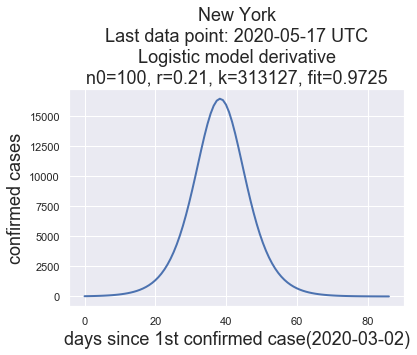 New York
Last data point: 2020-05-17 UTC
Logistic model derivative
n0=100, r=0.21, k=313127, fit=0.9725
confirmed cases
15000
12500
10000
7500
5000
2500
0
0 20 40 60 80
days since 1st confirmed case(2020-03-02)